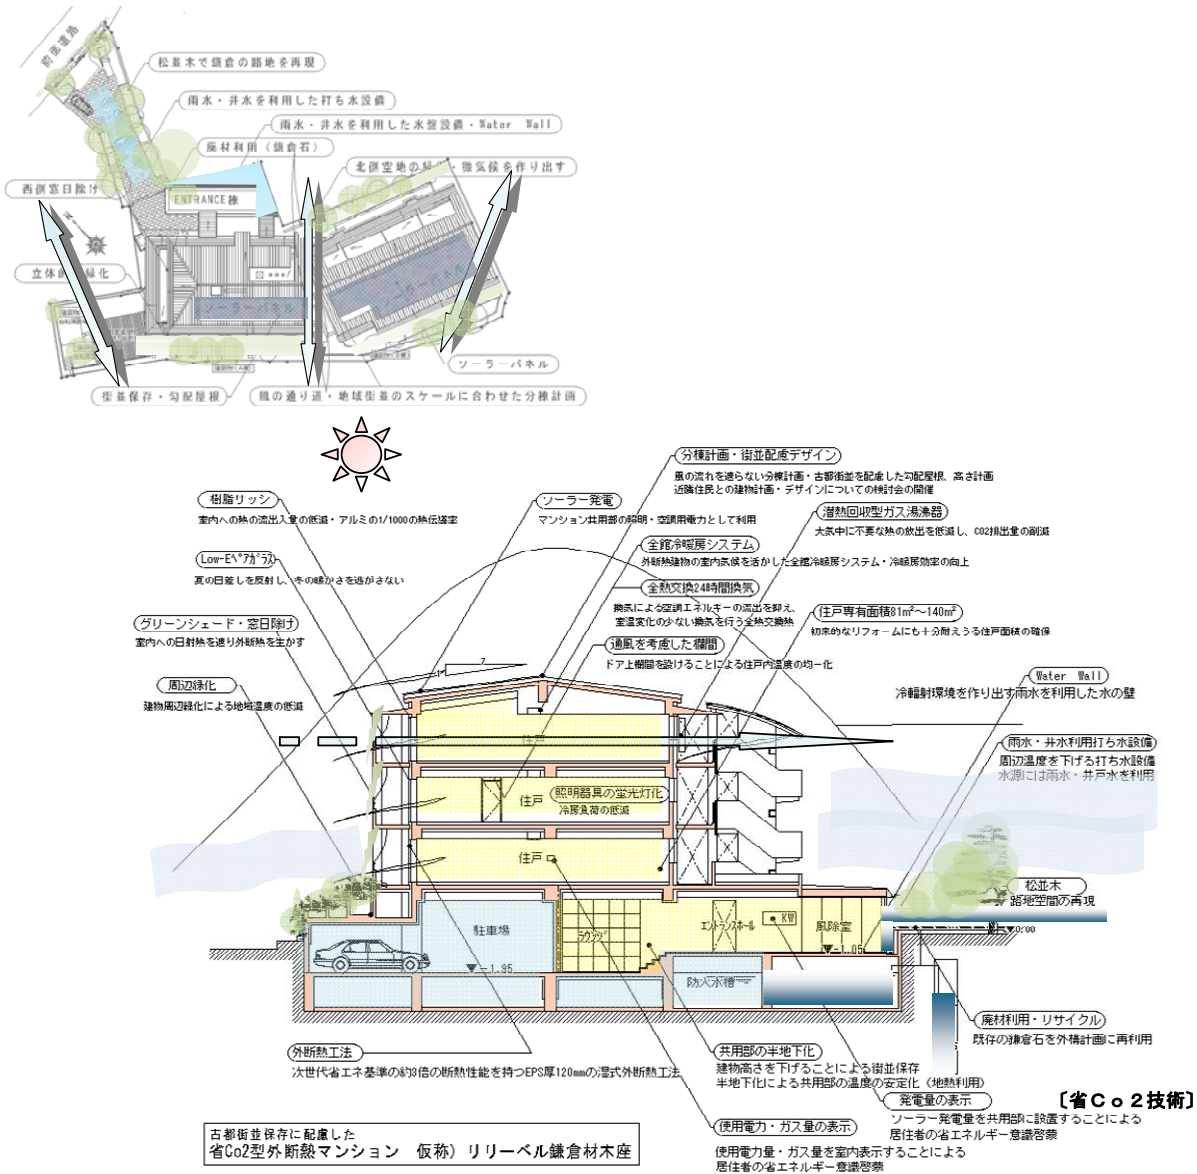 前面道路
松並木で鎌倉の路地を再現
雨水・井水を利用した打ち水設備
雨水・井水を利用した水盤設備・Water Wall
廃材利用（鎌倉石）
北側空地の緑化・微気候を作り出す
西側窓日除け
ENTRANCE棟
立体的緑化
ソーラーパネル
ソーラーパネル
ソーラーパネル
街並保存・勾配屋根
風の通り道・地域街並のスケールに合わせた分棟計画
分棟計画・街並配慮デザイン
風の流れを遮らない分棟計画・古都街並を配慮した勾配屋根、高さ計画
近隣住民との建物計画・デザインについての検討会の開催
樹脂サッシ
室内への熱の流出入量の低減・アルミの1/1000の熱伝導率
ソーラー発電
マンション共用部の照明・空調用電力として利用
潜熱回収型ガス湯沸器
大気中に不要な熱の放出を低減し、CO2排出量の削減
全館冷暖房システム
外断熱建物の室内気候を活かした全館冷暖房システム・冷暖房効率の向上
Low-Eペアガラス
夏の日差しを反射し、冬の暖かさを逃がさない
全熱交換24時間換気
換気による空調エネルギーの流出を抑え、
室温変化の少ない換気を行う全熱交換熱
住戸専有面積81m²～140m²
将来的なリフォームにも十分耐えうる住戸面積の確保
グリーンシェード・窓日除け
室内への日射熱を遮り外断熱を生かす
通風を考慮した欄間
ドア上欄間を設けることによる住戸内温度の均一化
周辺緑化
建物周辺緑化による地域温度の低減
Water Wall
冷輻射環境を作り出す雨水を利用した水の壁
雨水・井水利用打ち水設備
周辺温度を下げる打ち水設備
水源には雨水・井戸水を利用
住戸
住戸
照明器具の蛍光灯化
冷房負荷の低減
住戸
松並木
路地空間の再現
駐車場
ラウンジ
エントランスホール
KW
風除室
▼-1.05
▼-1.95
▼±0:00
防火水槽
廃材利用・リサイクル
既存の鎌倉石を外構計画に再利用
外断熱工法
次世代省エネ基準の約3倍の断熱性能を持つEPS厚120mmの湿式外断熱工法
共用部の半地下化
建物高さを下げることによる街並保存
半地下化による共用部の温度の安定化（地熱利用）
発電量の表示
ソーラー発電量を共用部に設置することによる
居住者の省エネルギー意識啓蒙
〔省Ｃｏ２技術〕
使用電力・ガス量の表示
使用電力量・ガス量を室内表示することによる
居住者の省エネルギー意識啓蒙
古都街並保存に配慮した
省Co2型外断熱マンション 仮称）リリーベル鎌倉材木座